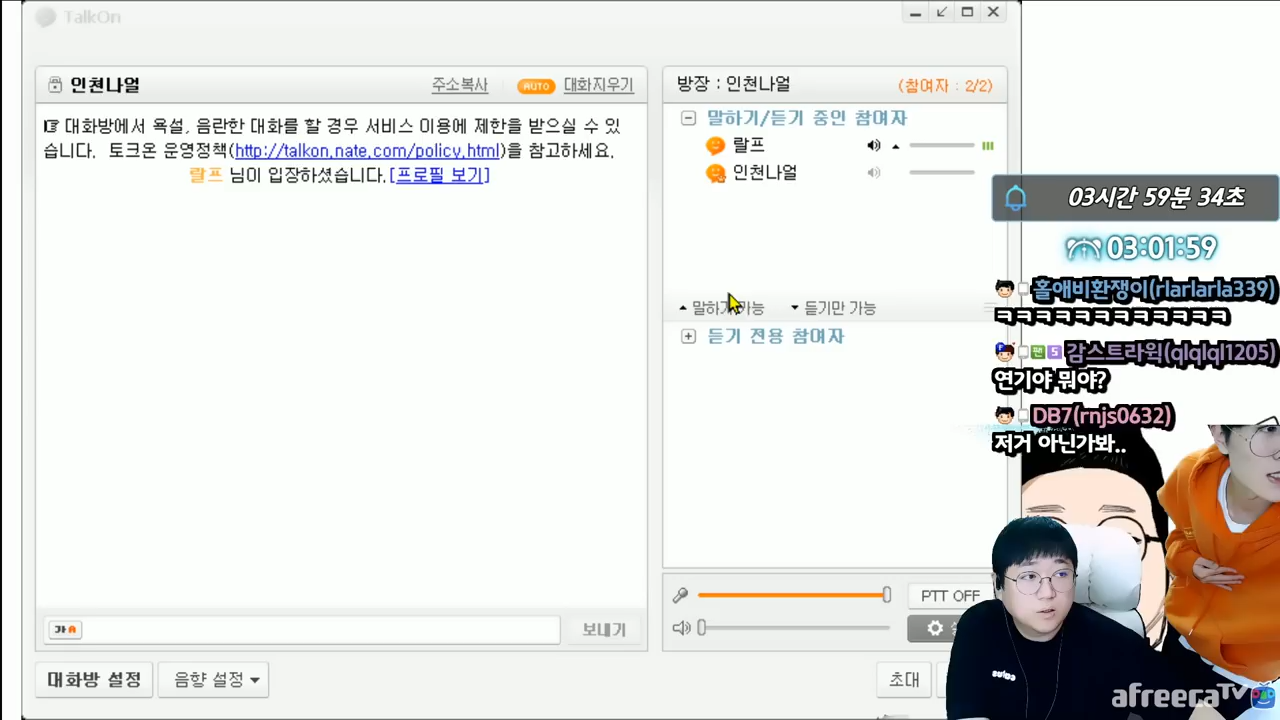 TalkOn
인천나얼
주소복사
AUTO
대화지우기
☞ 대화방에서 욕설, 음란한 대화를 할 경우 서비스 이용에 제한을 받으실 수 있
습니다. 토크온 운영정책(http://talkon.nate.com/policy.html)을 참고하세요.
랄프 님이 입장하셨습니다.[프로필 보기]
가
보내기
대화방 설정
음향 설정
방장 : 인천나얼
(참여자 : 2/2)
말하기/듣기 중인 참여자
랄프
인천나얼
듣기만 가능
듣기 전용 참여자
PTT OFF
초대
03시간 59분 34초
03:01:59
홀애비환쟁이(rlarlarla339)
ㅋㅋㅋㅋㅋㅋㅋㅋㅋㅋㅋㅋ
팬 S 감스트라윅(qlqlql1205)
연기야 뭐야?
DB7(rnjs0632)
저거 아닌가봐..
afreecaTV